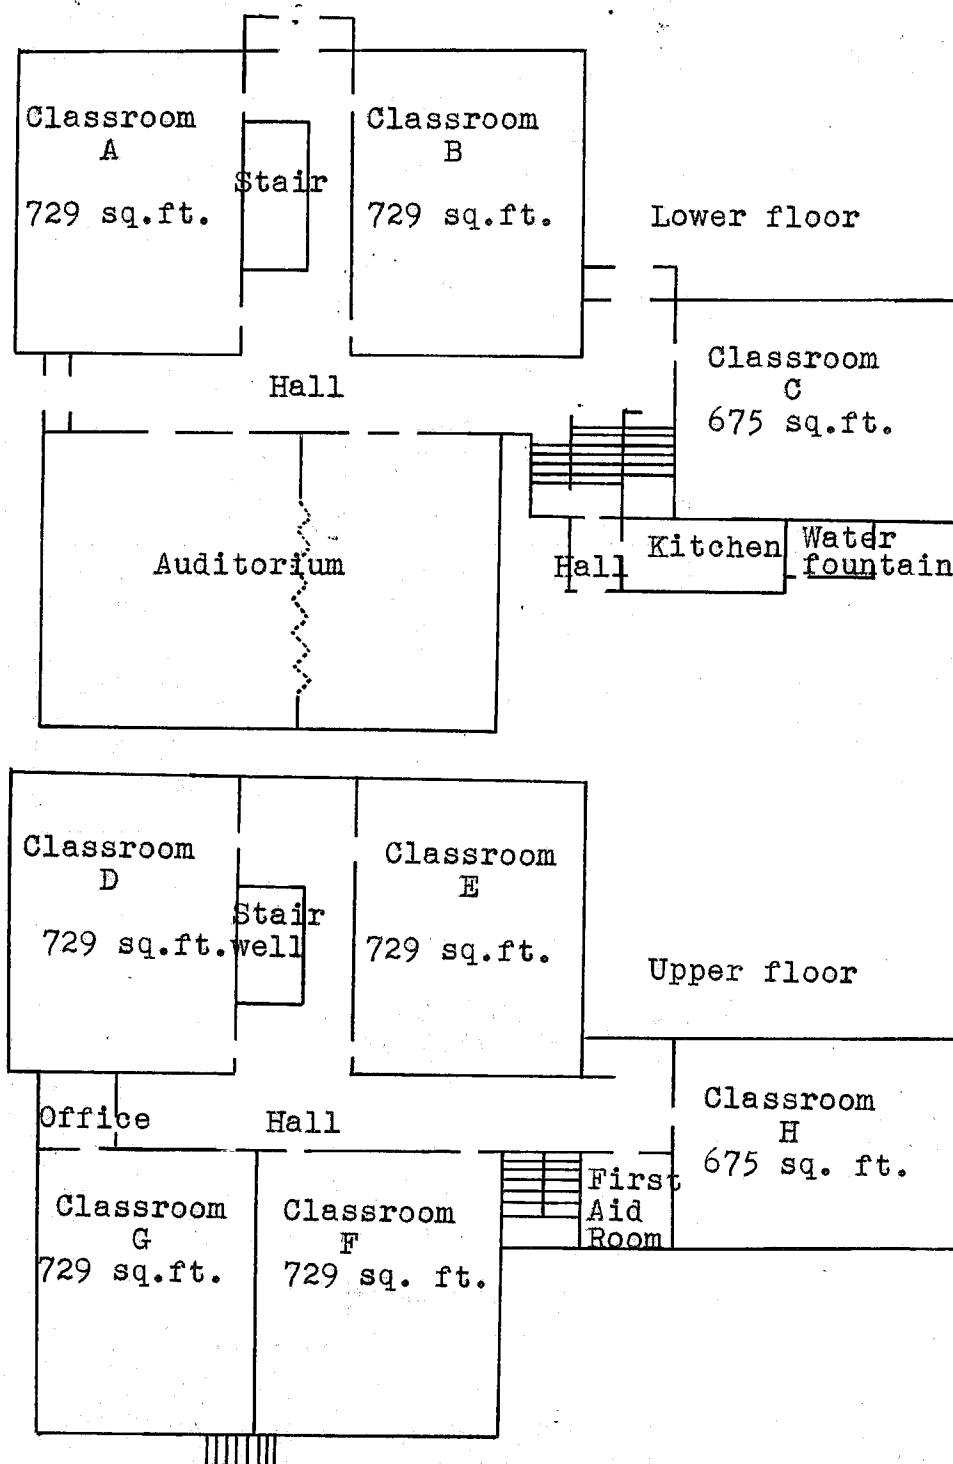 Classroom
A
729 sq.ft.
Stair
Classroom
B
729 sq.ft.
Lower floor
Hall
Classroom
C
675 sq.ft.
Auditorium
Hall
Kitchen
Water
fountain
Classroom
D
729 sq.ft.
Stair
well
Classroom
E
729 sq.ft.
Upper floor
Office
Hall
Classroom
H
675 sq. ft.
Classroom
G
729 sq.ft.
Classroom
F
729 sq. ft.
First
Aid
Room